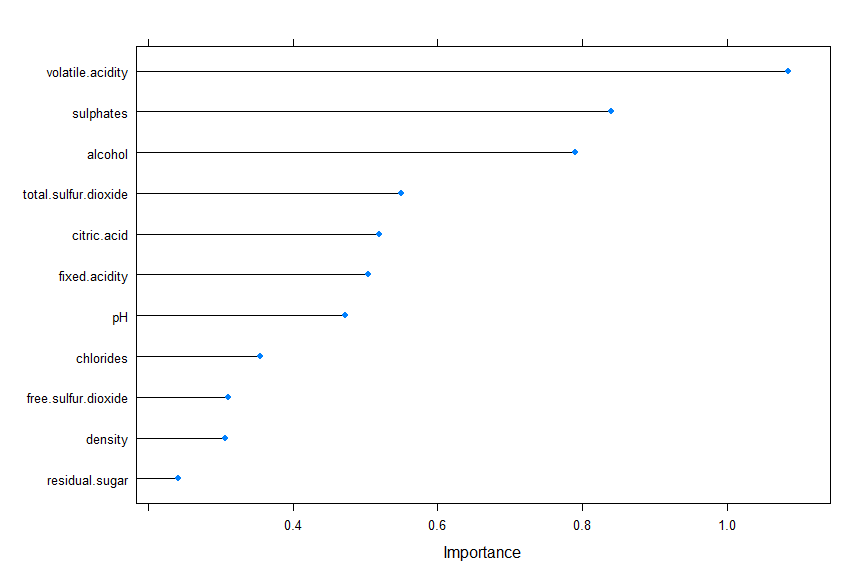 volatile.acidity
sulphates
alcohol
total.sulfur.dioxide
citric.acid
fixed.acidity
pH
chlorides
free.sulfur.dioxide
density
residual.sugar
0.4 0.6 0.8 1.0
Importance